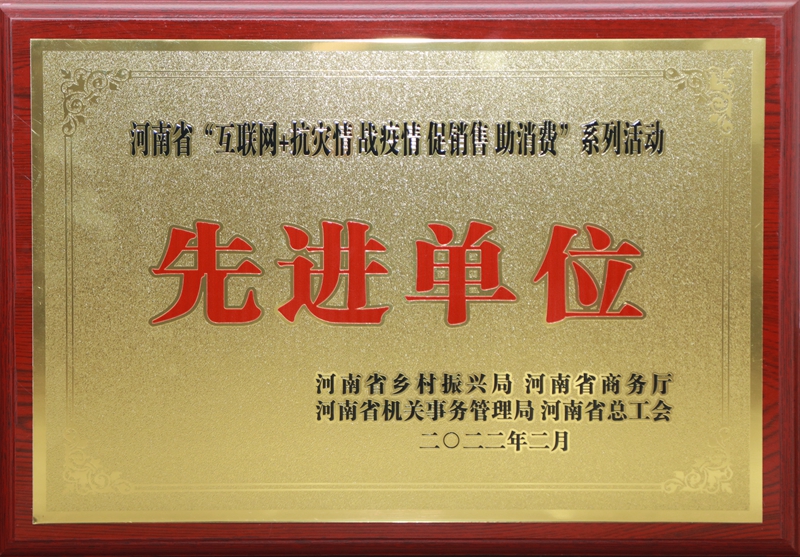 河南省“互联网+抗灾情 战疫情 促销售 助消费”系列活动
先进单位
河南省乡村振兴局 河南省商务厅
河南省机关事务管理局 河南省总工会
二〇二二年二月